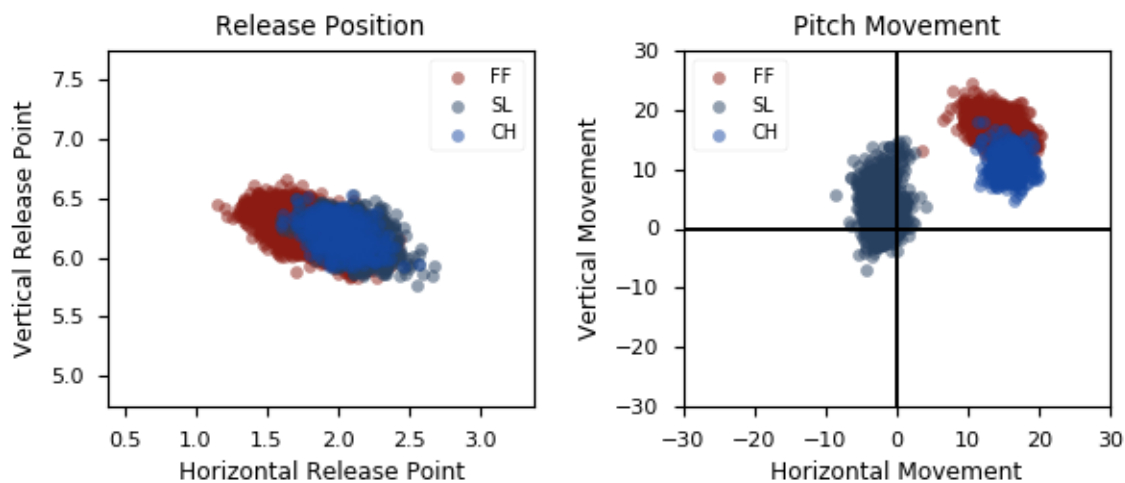 Release Position
Vertical Release Point
7.5
7.0
6.5
6.0
5.5
5.0
FF
SL
CH
0.5 1.0 1.5 2.0 2.5 3.0
Horizontal Release Point
Pitch Movement
Vertical Movement
30
20
10
0
−10
−20
−30
FF
SL
CH
−30 −20 −10 0 10 20 30
Horizontal Movement